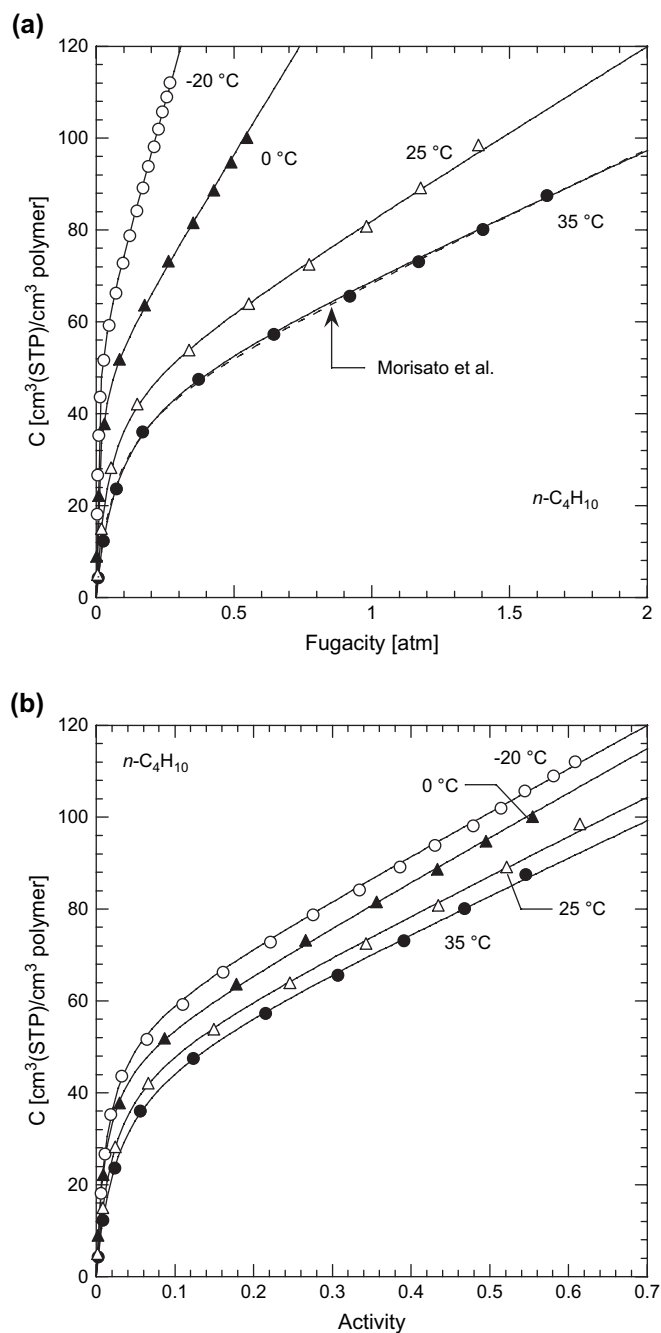 (a)
120
100
80
60
40
20
0
C [cm³(STP)/cm³ polymer]
-20 °C
0 °C
25 °C
35 °C
Morisato et al.
n-C₄H₁₀
0 0.5 1 1.5 2
Fugacity [atm]
(b)
120
100
80
60
40
20
0
C [cm³(STP)/cm³ polymer]
n-C₄H₁₀
-20 °C
0 °C
25 °C
35 °C
0 0.1 0.2 0.3 0.4 0.5 0.6 0.7
Activity